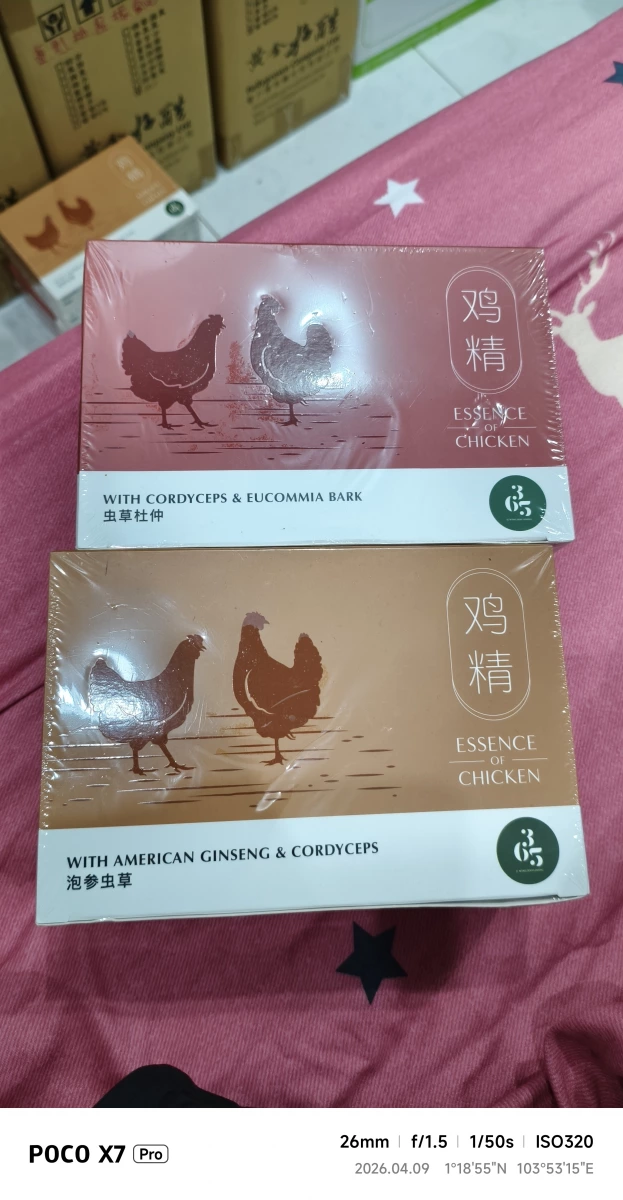 鸡
精
ESSENCE
OF
CHICKEN
WITH CORDYCEPS & EUCOMMIA BARK
虫草杜仲
365
鸡
精
ESSENCE
OF
CHICKEN
WITH AMERICAN GINSENG & CORDYCEPS
泡参虫草
365
POCO X7 Pro
26mm | f/1.5 | 1/50s | ISO320
2026.04.09 1°18'55"N 103°53'15"E